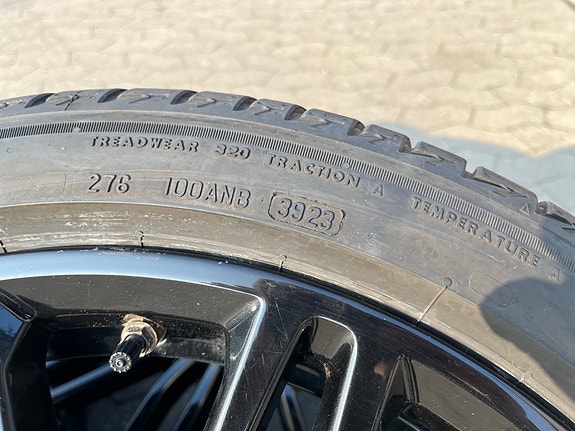 TREADWEAR 320 TRACTION A TEMPERATURE A
276 100ANB 3923